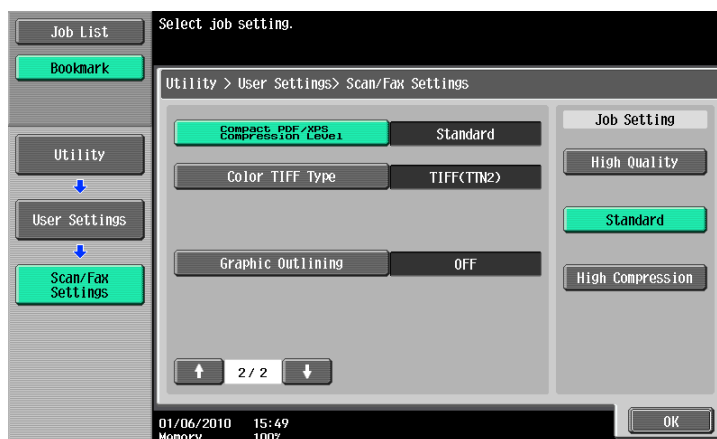 Job List
Select job setting.
Bookmark
Utility > User Settings> Scan/Fax Settings
Compact PDF/XPS
Compression Level
Standard
Job Setting
Utility
Color TIFF Type
TIFF(TTN2)
High Quality
User Settings
Standard
Graphic Outlining
OFF
Scan/Fax
Settings
High Compression
2/ 2
OK
01/06/2010 15:49
Memory 100%